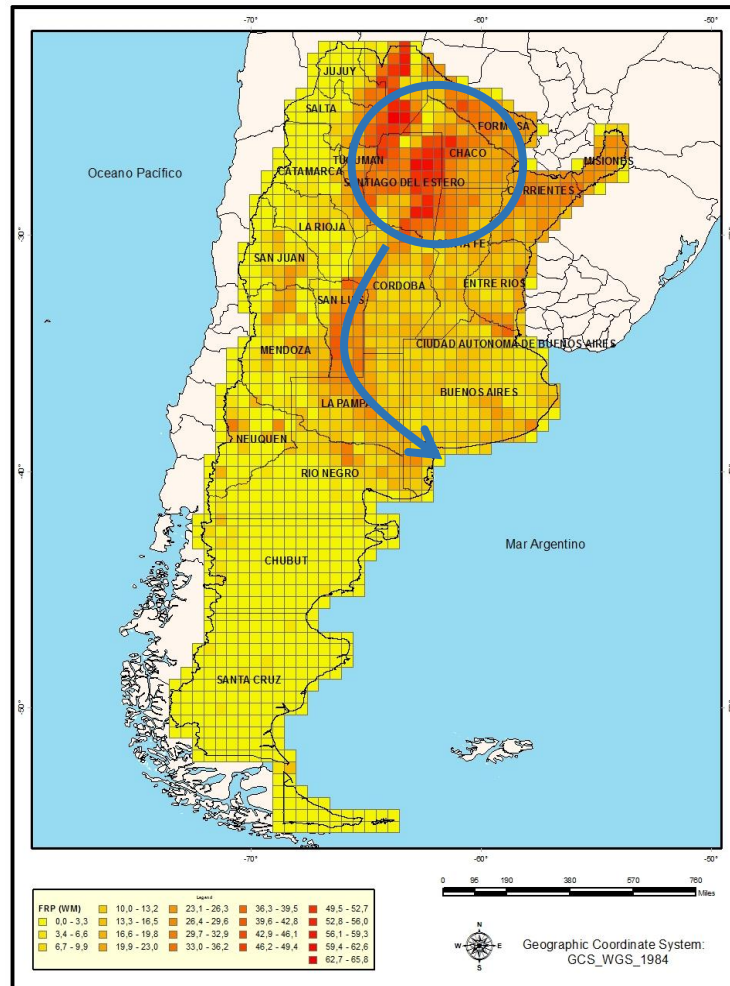 -70°
-60°
-50°
JUJUY
SALTA
FORMOSA
Oceano Pacífico
TUCUMAN
CHACO
MISIONES
CATAMARCA
SANTIAGO DEL ESTERO
CORRIENTES
LA RIOJA
-30°
SAN JUAN
CORDOBA
ENTRE RIOS
SAN LUIS
MENDOZA
CIUDAD AUTONOMA DE BUENOS AIRES
BUENOS AIRES
LA PAMPA
NEUQUEN
-40°
-40°
RIO NEGRO
Mar Argentino
CHUBUT
SANTA CRUZ
-70°
-60°
-50°
Legend
FRP (WM)
0,0 - 3,3
3,4 - 6,6
6,7 - 9,9
10,0 - 13,2
13,3 - 16,5
16,6 - 19,8
19,9 - 23,0
23,1 - 26,3
26,4 - 29,6
29,7 - 32,9
33,0 - 36,2
36,3 - 39,5
39,6 - 42,8
42,9 - 46,1
46,2 - 49,4
49,5 - 52,7
52,8 - 56,0
56,1 - 59,3
59,4 - 62,6
62,7 - 65,8
0 95 190 380 570 760
Miles
N
W E
S
Geographic Coordinate System:
GCS_WGS_1984